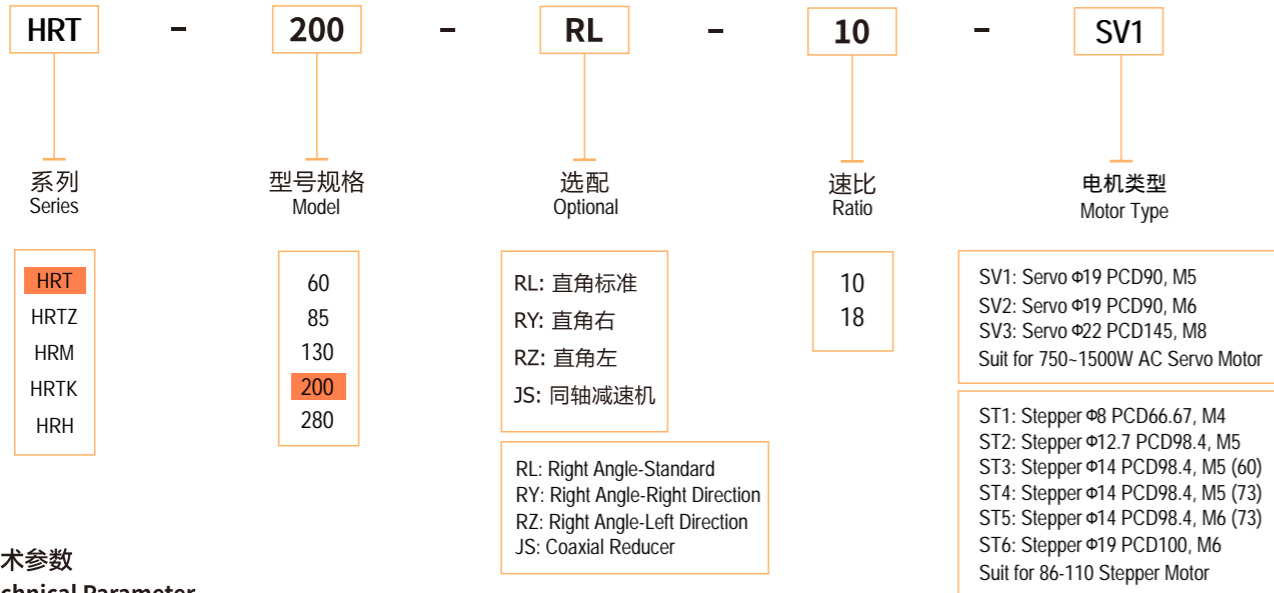 HRT - 200 - RL - 10 - SV1
系列 型号规格 选配 速比 电机类型
Series Model Optional Ratio Motor Type
HRT
HRTZ
HRM
HRTK
HRH
60
85
130
200
280
RL: 直角标准
RY: 直角右
RZ: 直角左
JS: 同轴减速机
RL: Right Angle-Standard
RY: Right Angle-Right Direction
RZ: Right Angle-Left Direction
JS: Coaxial Reducer
10
18
SV1: Servo Φ19 PCD90, M5
SV2: Servo Φ19 PCD90, M6
SV3: Servo Φ22 PCD145, M8
Suit for 750~1500W AC Servo Motor
ST1: Stepper Φ8 PCD66.67, M4
ST2: Stepper Φ12.7 PCD98.4, M5
ST3: Stepper Φ14 PCD98.4, M5 (60)
ST4: Stepper Φ14 PCD98.4, M5 (73)
ST5: Stepper Φ14 PCD98.4, M6 (73)
ST6: Stepper Φ19 PCD100, M6
Suit for 86-110 Stepper Motor
术参数
chnical Parameter